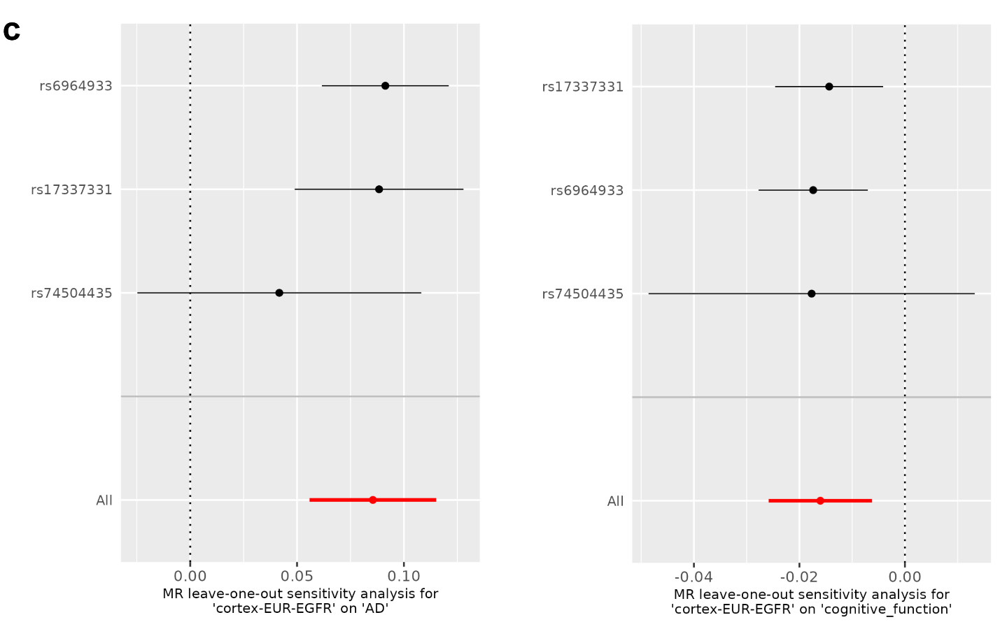 c
rs6964933
rs17337331
rs74504435
All
0.00 0.05 0.10
MR leave-one-out sensitivity analysis for
'cortex-EUR-EGFR' on 'AD'
rs17337331
rs6964933
rs74504435
All
-0.04 -0.02 0.00
MR leave-one-out sensitivity analysis for
'cortex-EUR-EGFR' on 'cognitive_function'